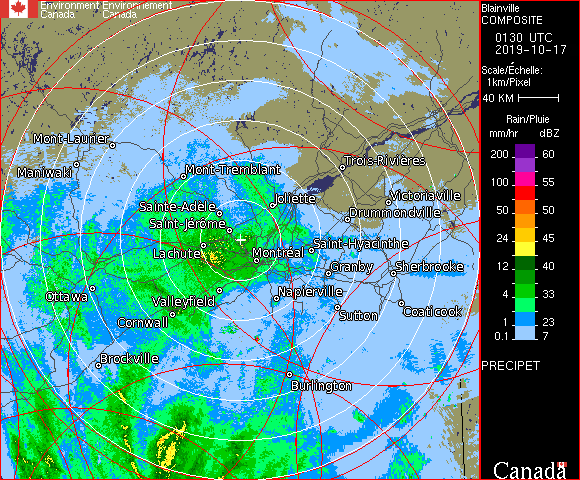 Environment Environnement
Canada Canada
Blainville
COMPOSITE
0130 UTC
2019-10-17
Scale/Échelle:
1km/Pixel
40 KM
Rain/Pluie
mm/hr dBZ
200 60
100 55
50 50
24 45
12 40
4 33
1 23
0.1 7
PRECIPET
Canada
Mont-Laurier
Maniwaki
Mont-Tremblant
Trois-Rivières
Sainte-Adele
Joliette
Victoriaville
Drummondville
Saint-Jérôme
Lachute
Montréal
Saint-Hyacinthe
Granby
Sherbrooke
Ottawa
Valleyfield
Napierville
Cornwall
Sutton
Coaticook
Brockville
Burlington